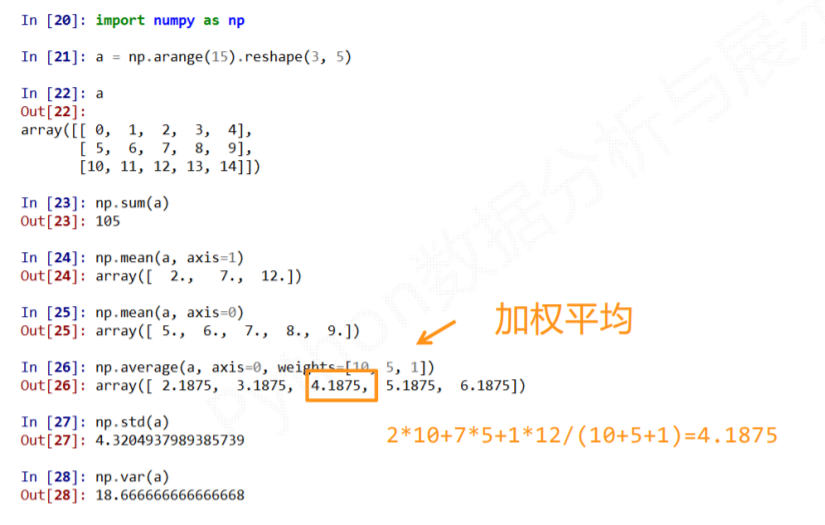 In [20]: import numpy as np
In [21]: a = np.arange(15).reshape(3, 5)
In [22]: a
Out[22]:
array([[ 0,  1,  2,  3,  4],
       [ 5,  6,  7,  8,  9],
       [10, 11, 12, 13, 14]])
In [23]: np.sum(a)
Out[23]: 105
In [24]: np.mean(a, axis=1)
Out[24]: array([  2.,   7.,  12.])
In [25]: np.mean(a, axis=0)
Out[25]: array([ 5.,  6.,  7.,  8.,  9.])
加权平均
In [26]: np.average(a, axis=0, weights=[10, 5, 1])
Out[26]: array([ 2.1875,  3.1875,  4.1875,  5.1875,  6.1875])
In [27]: np.std(a)
Out[27]: 4.3204937989385739
2*10+7*5+1*12/(10+5+1)=4.1875
In [28]: np.var(a)
Out[28]: 18.666666666666668
Python数据分析与展示